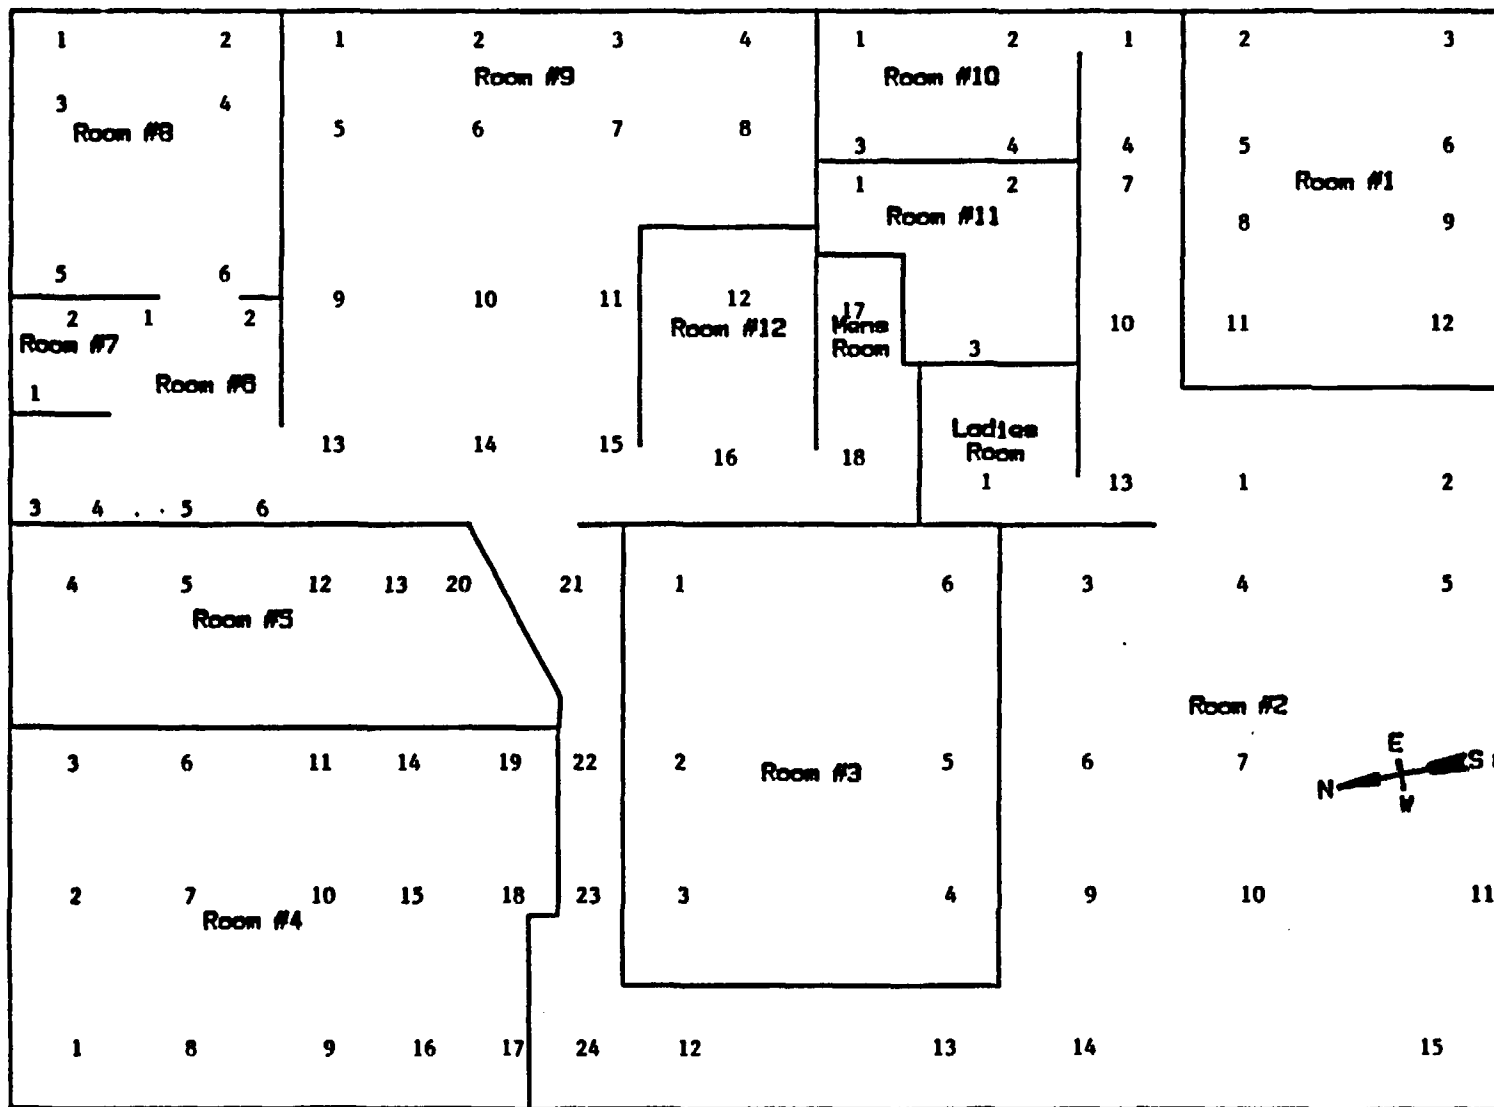 1 2 1 2 3 4 1 2 1 2 3
Room #9 Room #10
3 4
Room #8 5 6 7 8
3 4 4 5 6
1 2 7 Room #1
Room #11 8 9
5 6
9 10 11 12 17
2 1 2 Room #12 Mens 10 11 12
Room #7 Room 3
1 Room #6
13 14 15 16 18 Ladies
Room
1 13 1 2
3 4 5 6
4 5 12 13 20 21 1 6 3 4 5
Room #5
Room #2
3 6 11 14 19 22 2 Room #3 5 6 7 E
N S
W
2 7 10 15 18 23 3 4 9 10 11
Room #4
1 8 9 16 17 24 12 13 14 15